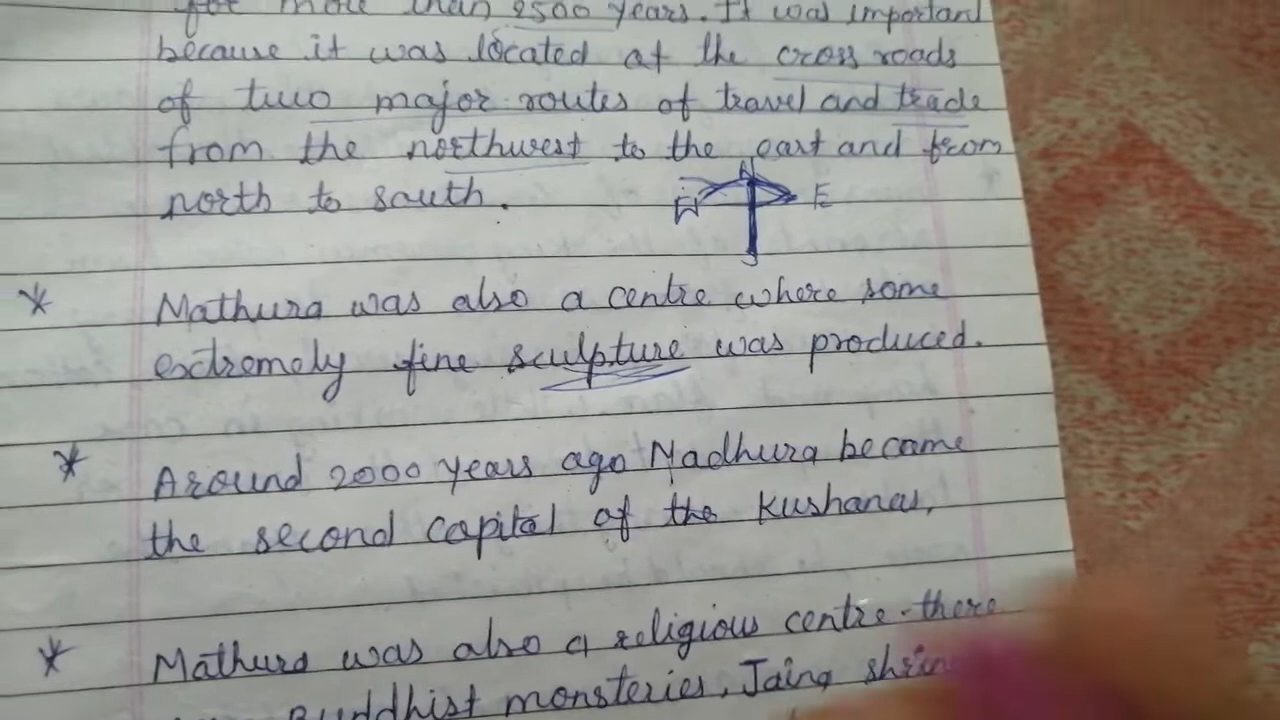 for more than 2500 years. It was important
because it was located at the cross roads
of two major routes of travel and trade
from the northwest to the east and from
north to south.
N
W E
S
* Mathura was also a centre where some
extremely fine sculpture was produced.
* Around 2000 years ago Madhura became
the second capital of the Kushanas,
* Mathura was also a religious centre. there
Buddhist monsteries, Jaina